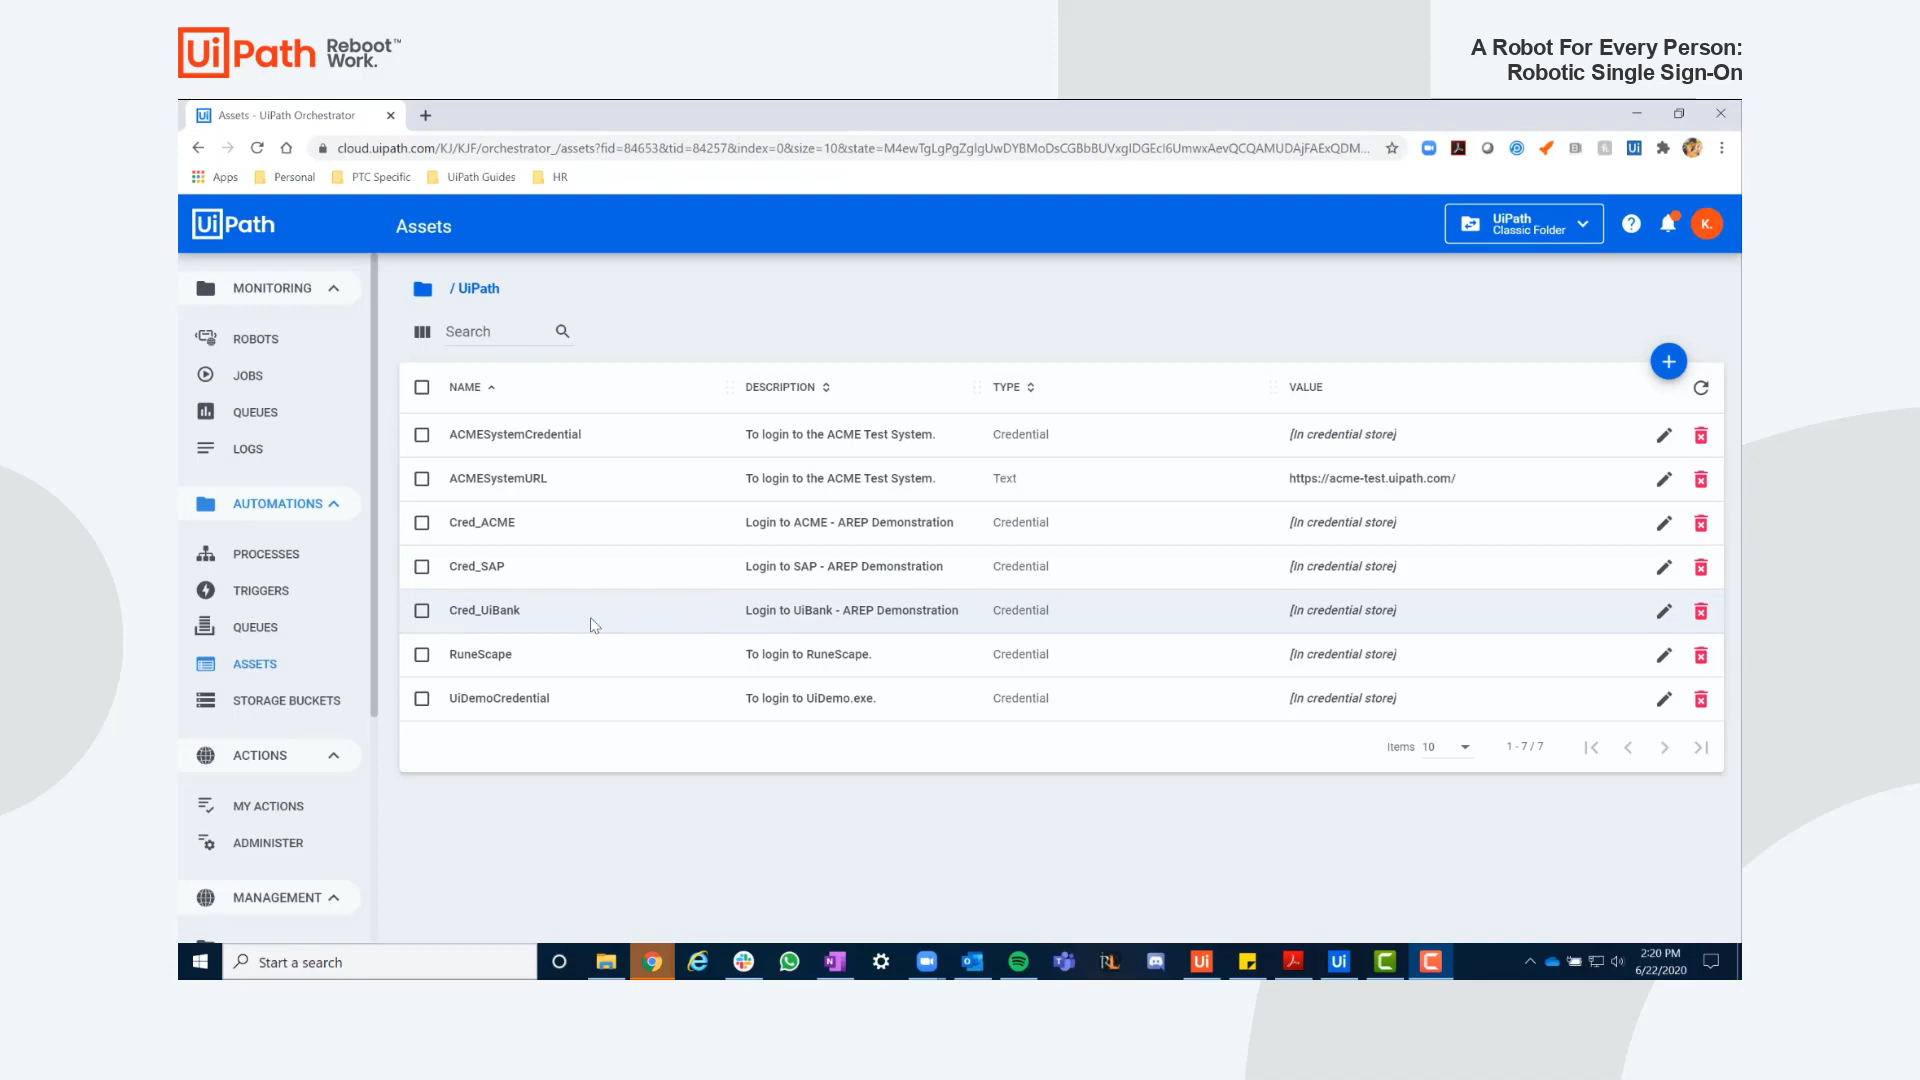 UiPath Reboot Work.™
A Robot For Every Person:
Robotic Single Sign-On
Assets - UiPath Orchestrator
cloud.uipath.com/KJ/KJF/orchestrator_/assets?fid=84653&tid=84257&index=0&size=10&state=
Apps Personal PTC Specific UiPath Guides HR
UiPath Assets UiPath Classic Folder ? K.
MONITORING
ROBOTS
JOBS
QUEUES
LOGS
AUTOMATIONS
PROCESSES
TRIGGERS
QUEUES
ASSETS
STORAGE BUCKETS
ACTIONS
MY ACTIONS
ADMINISTER
MANAGEMENT
/ UiPath
Search
NAME DESCRIPTION TYPE VALUE
ACMESystemCredential To login to the ACME Test System. Credential [In credential store]
ACMESystemURL To login to the ACME Test System. Text https://acme-test.uipath.com/
Cred_ACME Login to ACME - AREP Demonstration Credential [In credential store]
Cred_SAP Login to SAP - AREP Demonstration Credential [In credential store]
Cred_UiBank Login to UiBank - AREP Demonstration Credential [In credential store]
RuneScape To login to RuneScape. Credential [In credential store]
UiDemoCredential To login to UiDemo.exe. Credential [In credential store]
Items 10 1 - 7 / 7
Start a search
2:20 PM
6/22/2020